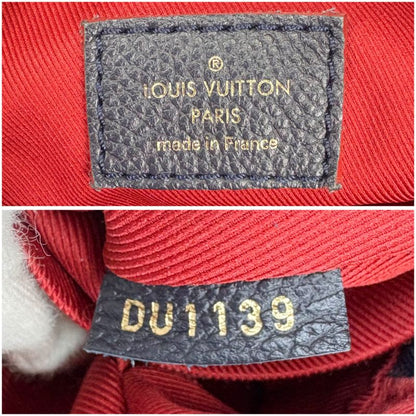 ®
LOUIS VUITTON
PARIS
made in France
DU1139